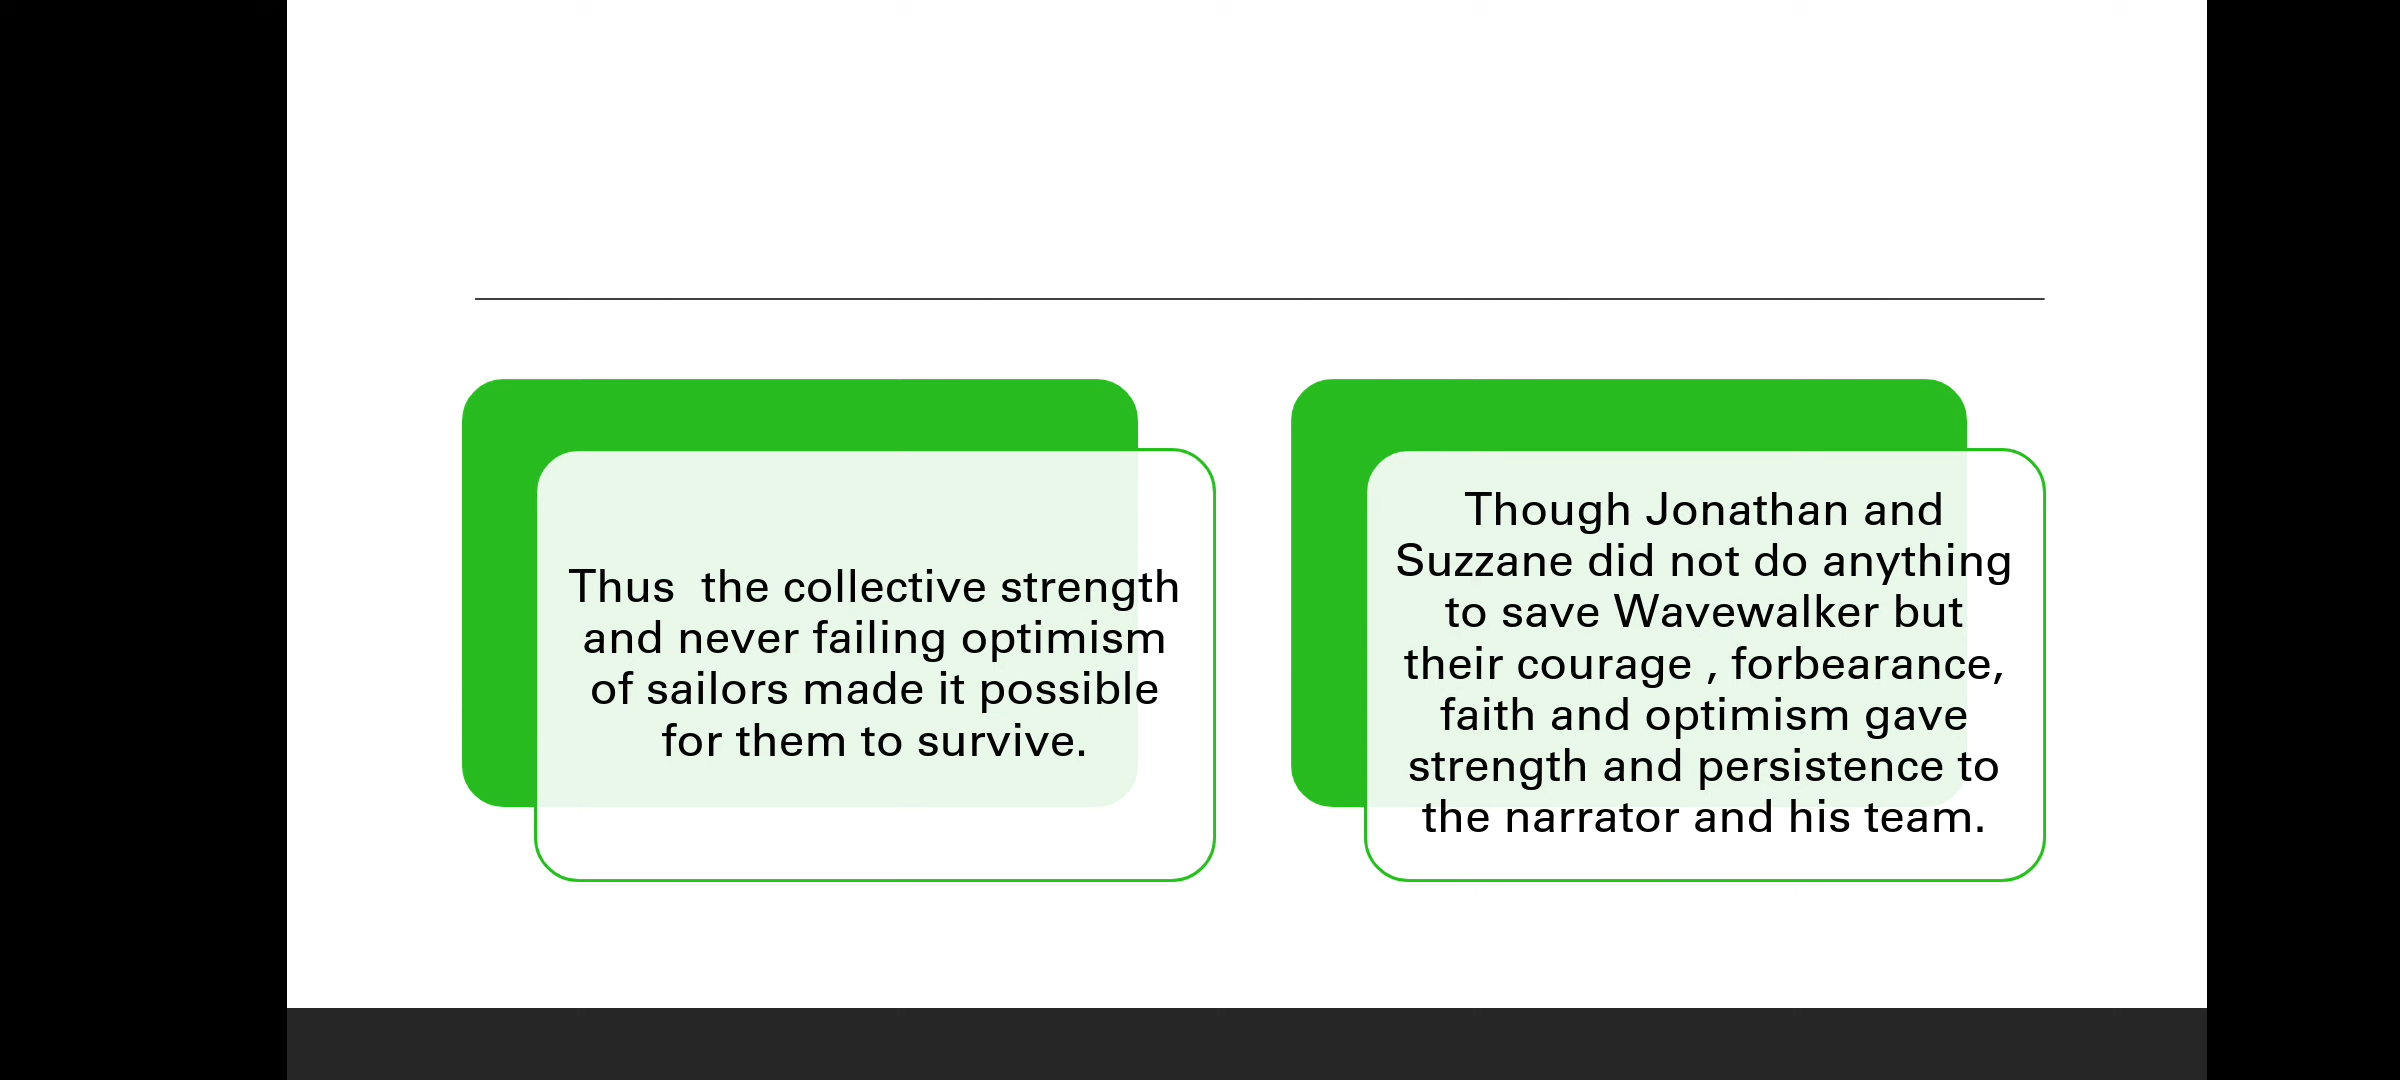 Thus  the collective strength
and never failing optimism
of sailors made it possible
for them to survive.
Though Jonathan and
Suzzane did not do anything
to save Wavewalker but
their courage , forbearance,
faith and optimism gave
strength and persistence to
the narrator and his team.